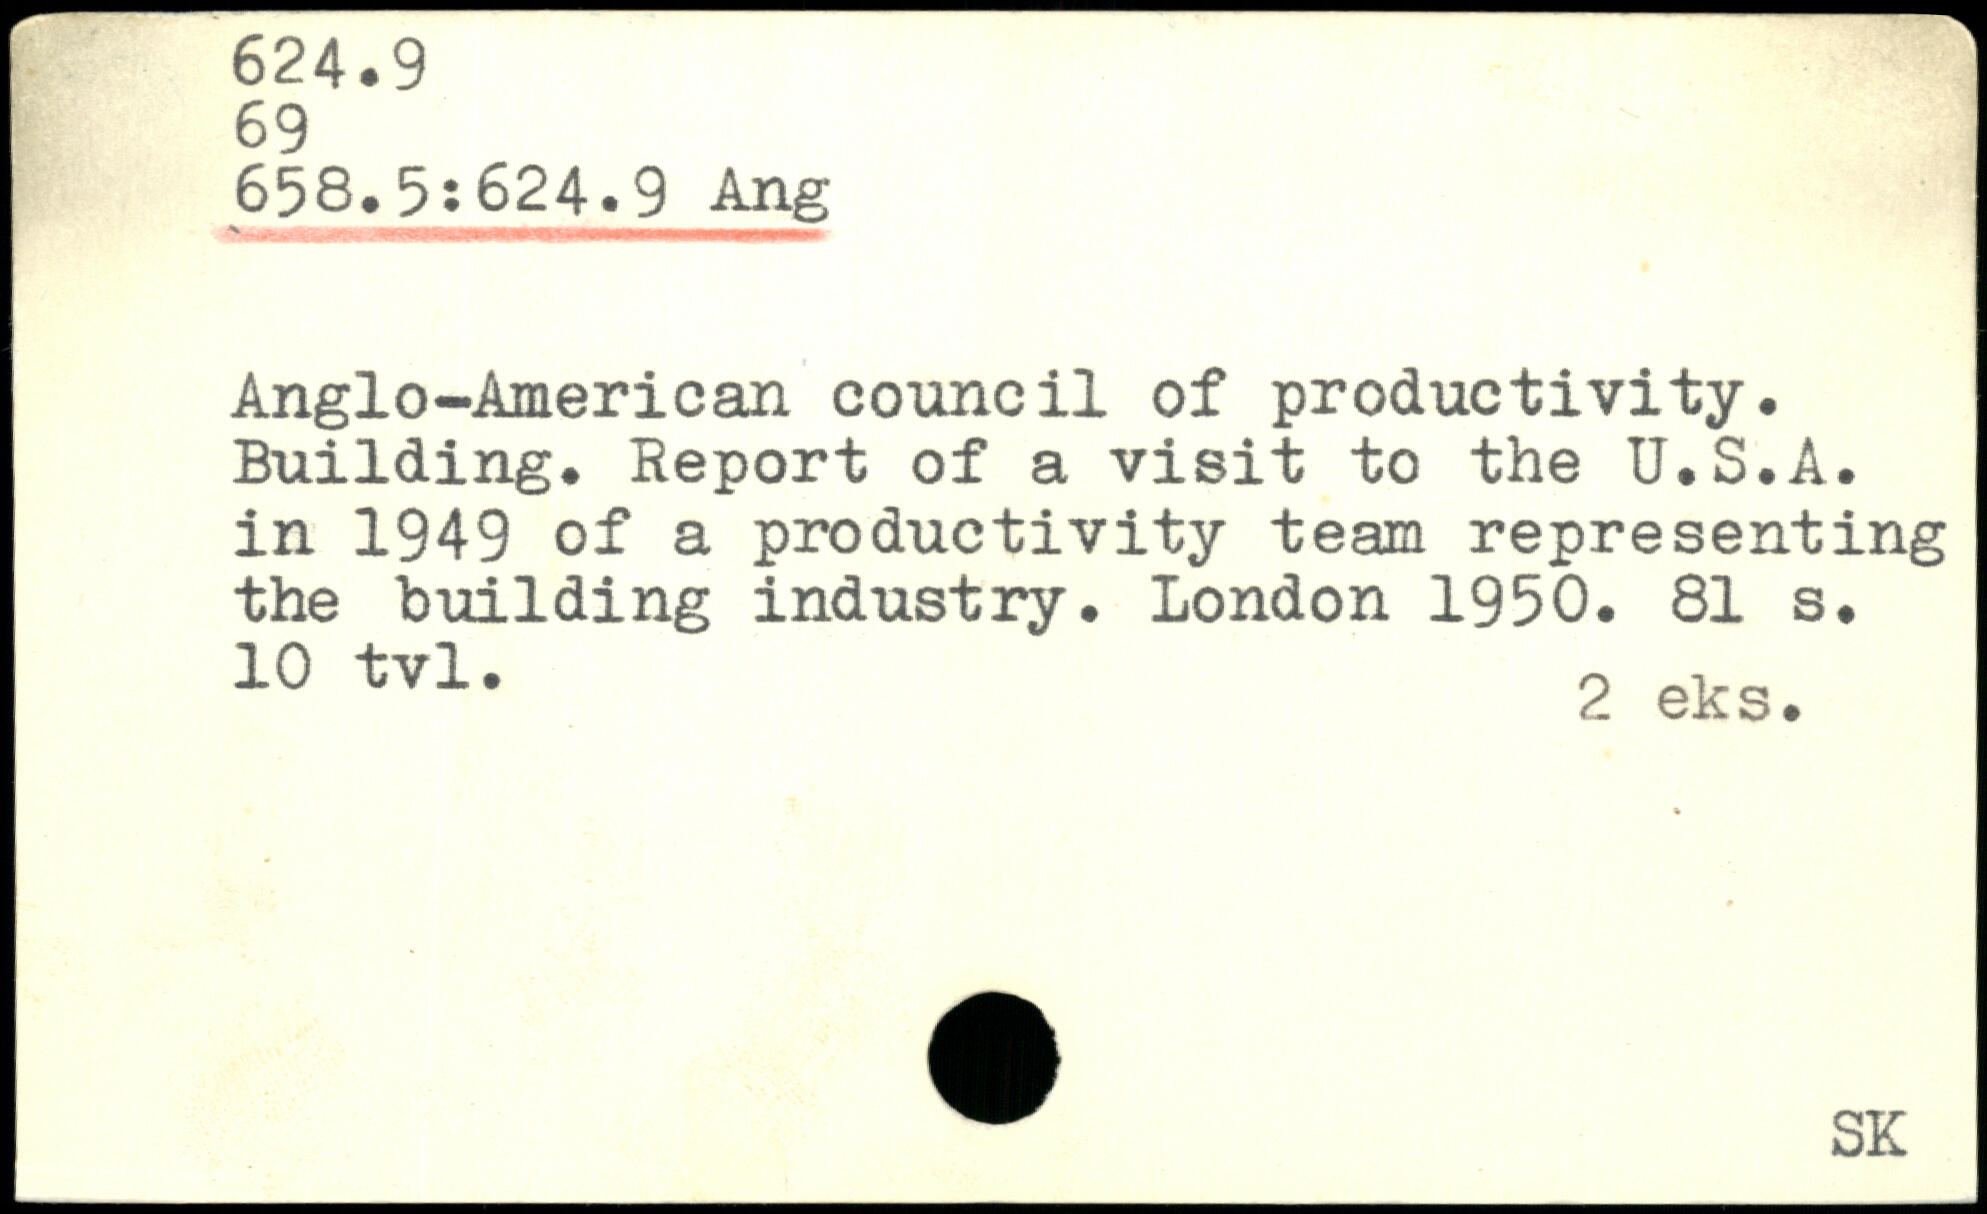 624.9
69
658.5:624.9 Ang
Anglo-American council of productivity.
Building. Report of a visit to the U.S.A.
in 1949 of a productivity team representing
the building industry. London 1950. 81 s.
10 tvl.
2 eks.
SK